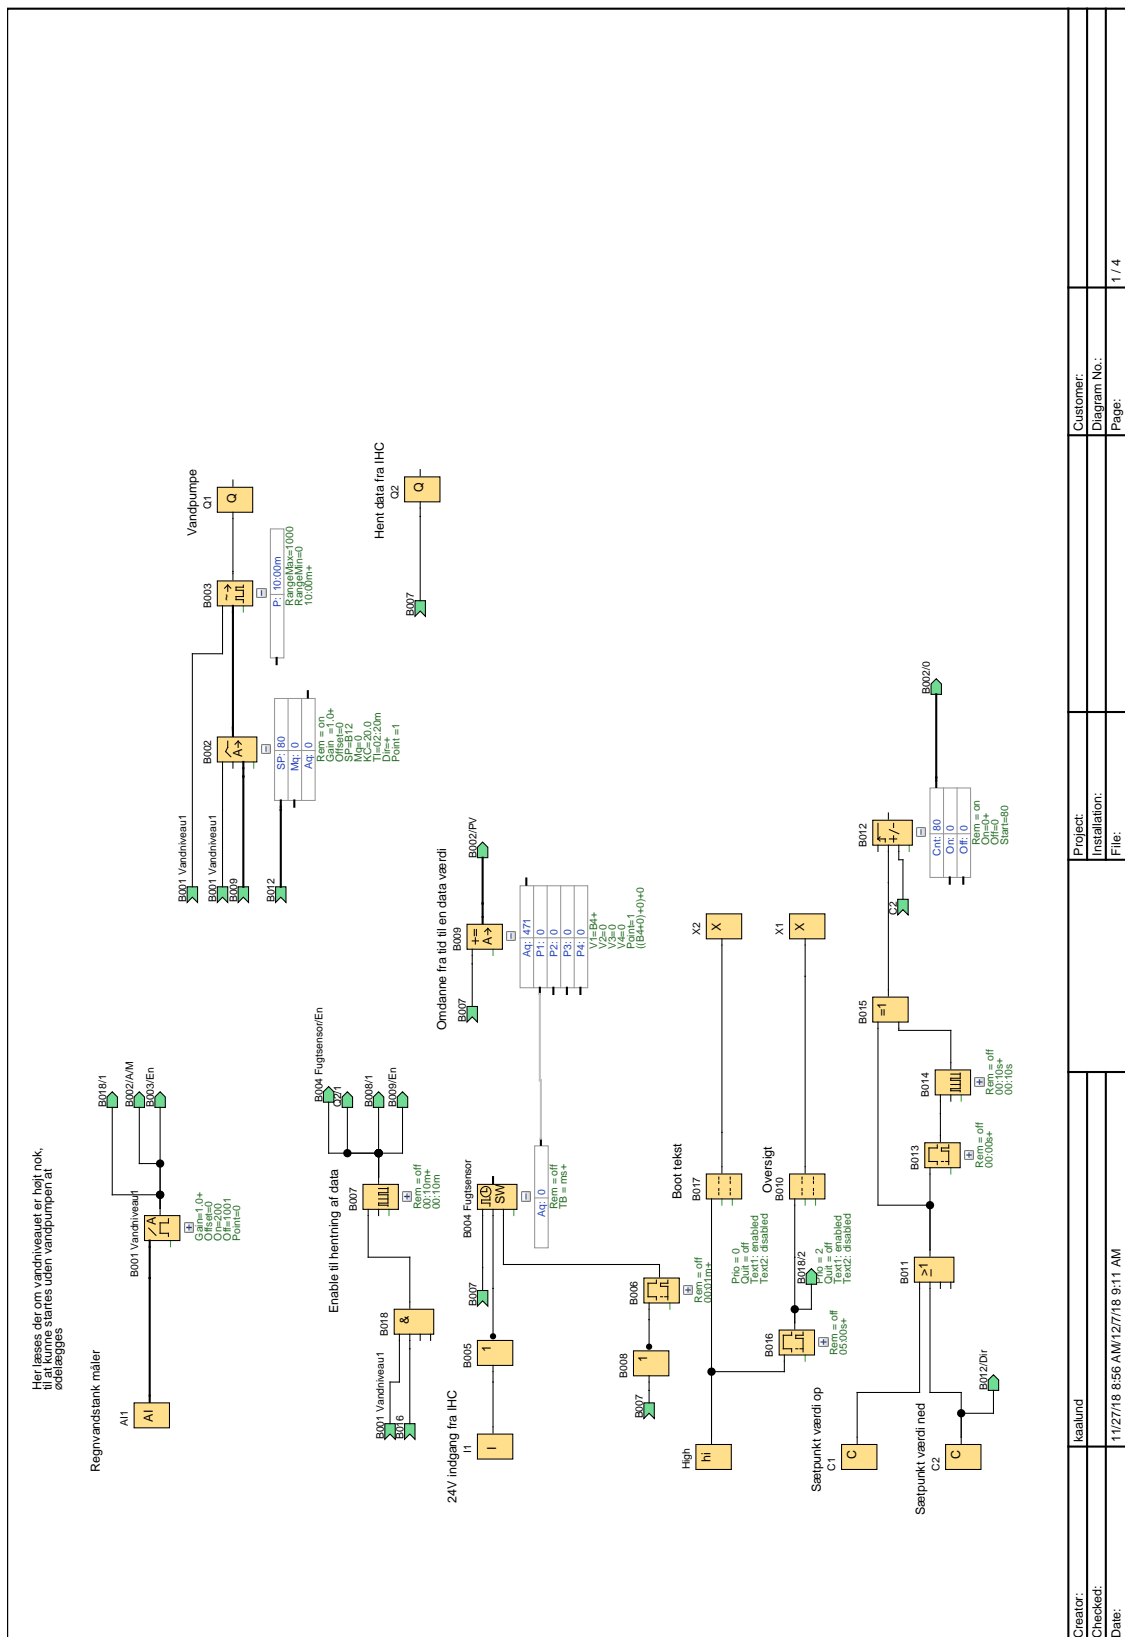 Her læses der om vandniveauet er højt nok,
til at kunne startes uden vandpumpen at
ødelægges
Regnvandstank måler
AI1
AI
B001 Vandniveau1
A
Gain=1.0+
Offset=0
On=200
Off=1001
Point=0
B018/1
B002/A/M
B003/En
B001 Vandniveau1
B001 Vandniveau1
B009
B012
B002
A→
SP: 80
Mq: 0
Aq: 0
Rem = on
Gain =1.0+
Offset=0
SP=B12
Mq=0
KC=20.0
TI=02:20m
Dir=+
Point =1
B003
P: 10:00m
RangeMax=1000
RangeMin=0
10:00m+
Vandpumpe
Q1
Q
Enable til hentning af data
B001 Vandniveau1
B016
B018
&
B007
Rem = off
00:10m+
00:10m
B004 Fugtsensor/En
Q2/1
B008/1
B009/En
B007
Hent data fra IHC
Q2
Q
24V indgang fra IHC
I1
I
B005
1
B007
B004 Fugtsensor
SW
Aq: 0
Rem = off
TB = ms+
Omdanne fra tid til en data værdi
B007
B009
+=
A→
Aq: 471
P1: 0
P2: 0
P3: 0
P4: 0
V1=B4+
V2=0
V3=0
V4=0
Point=1
((B4+0)+0)+0
B002/PV
B007
B008
1
B006
Rem = off
00:01m+
High
hi
Boot tekst
B017
Prio = 0
Quit = off
Text1: enabled
Text2: disabled
X2
X
B016
Rem = off
05:00s+
B018/2
Oversigt
B010
Prio = 2
Quit = off
Text1: enabled
Text2: disabled
X1
X
Sætpunkt værdi op
C1
C
Sætpunkt værdi ned
C2
C
B012/Dir
B011
≥1
B013
Rem = off
00:00s+
B014
Rem = off
00:10s+
00:10s
B015
=1
C2
B012
+/-
Cnt: 80
On: 0
Off: 0
Rem = on
On=0+
Off=0
Start=80
B002/0
Creator:
kaalund
Project:
Customer:
Checked:
Installation:
Diagram No.:
Date:
11/27/18 8:56 AM/12/7/18 9:11 AM
File:
Page:
1 / 4